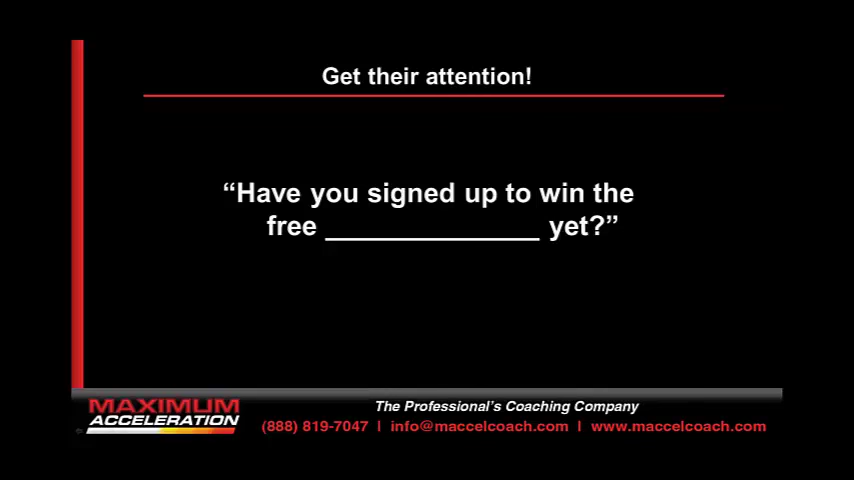 Get their attention!
“Have you signed up to win the
free ______________ yet?”
MAXIMUM
ACCELERATION
The Professional’s Coaching Company
(888) 819-7047 | info@maccelcoach.com | www.maccelcoach.com